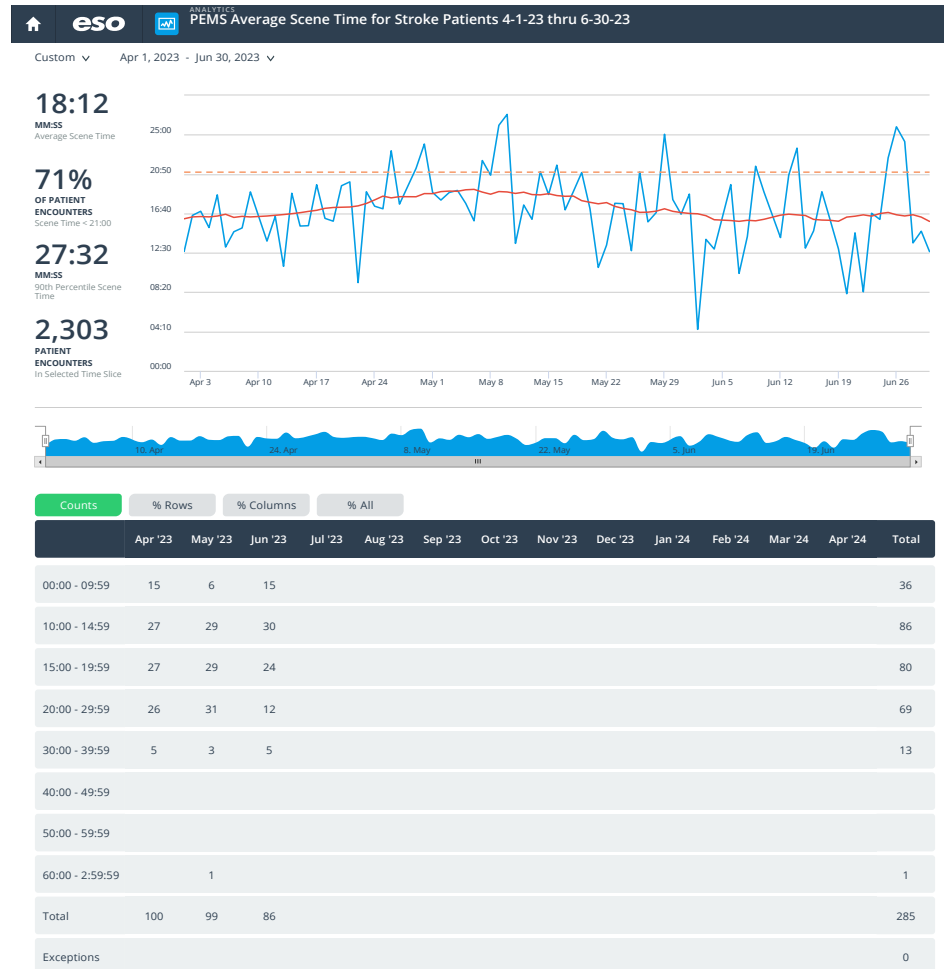 ANALYTICS
eso PEMS Average Scene Time for Stroke Patients 4-1-23 thru 6-30-23
Custom Apr 1, 2023 - Jun 30, 2023
18:12
MM:SS
Average Scene Time
71%
OF PATIENT
ENCOUNTERS
Scene Time < 21:00
27:32
MM:SS
90th Percentile Scene
Time
2,303
PATIENT
ENCOUNTERS
In Selected Time Slice
25:00
20:50
16:40
12:30
08:20
04:10
00:00
Apr 3 Apr 10 Apr 17 Apr 24 May 1 May 8 May 15 May 22 May 29 Jun 5 Jun 12 Jun 19 Jun 26
10. Apr 24. Apr 8. May 22. May 5. Jun 19. Jun
Counts % Rows % Columns % All
Apr '23 May '23 Jun '23 Jul '23 Aug '23 Sep '23 Oct '23 Nov '23 Dec '23 Jan '24 Feb '24 Mar '24 Apr '24 Total
00:00 - 09:59 15 6 15 36
10:00 - 14:59 27 29 30 86
15:00 - 19:59 27 29 24 80
20:00 - 29:59 26 31 12 69
30:00 - 39:59 5 3 5 13
40:00 - 49:59
50:00 - 59:59
60:00 - 2:59:59 1 1
Total 100 99 86 285
Exceptions 0